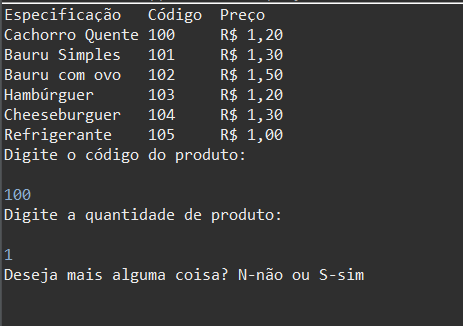 Especificação Código Preço
Cachorro Quente 100 R$ 1,20
Bauru Simples 101 R$ 1,30
Bauru com ovo 102 R$ 1,50
Hambúrguer 103 R$ 1,20
Cheeseburguer 104 R$ 1,30
Refrigerante 105 R$ 1,00
Digite o código do produto:
100
Digite a quantidade de produto:
1
Deseja mais alguma coisa? N-não ou S-sim